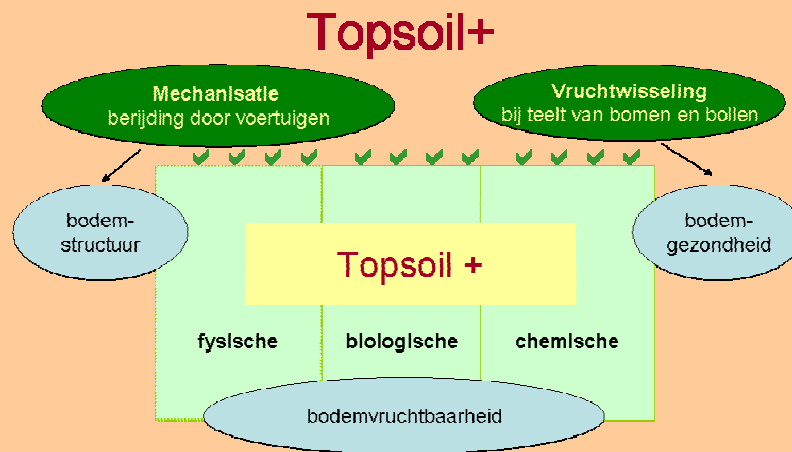 Topsoil+
Mechanisatie
berijding door voertuigen
Vruchtwisseling
bij teelt van bomen en bollen
bodem-
structuur
bodem-
gezondheid
Topsoil +
fysische
biologische
chemische
bodemvruchtbaarheid